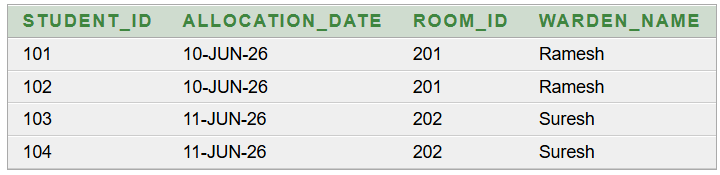 STUDENT_ID ALLOCATION_DATE ROOM_ID WARDEN_NAME
101 10-JUN-26 201 Ramesh
102 10-JUN-26 201 Ramesh
103 11-JUN-26 202 Suresh
104 11-JUN-26 202 Suresh